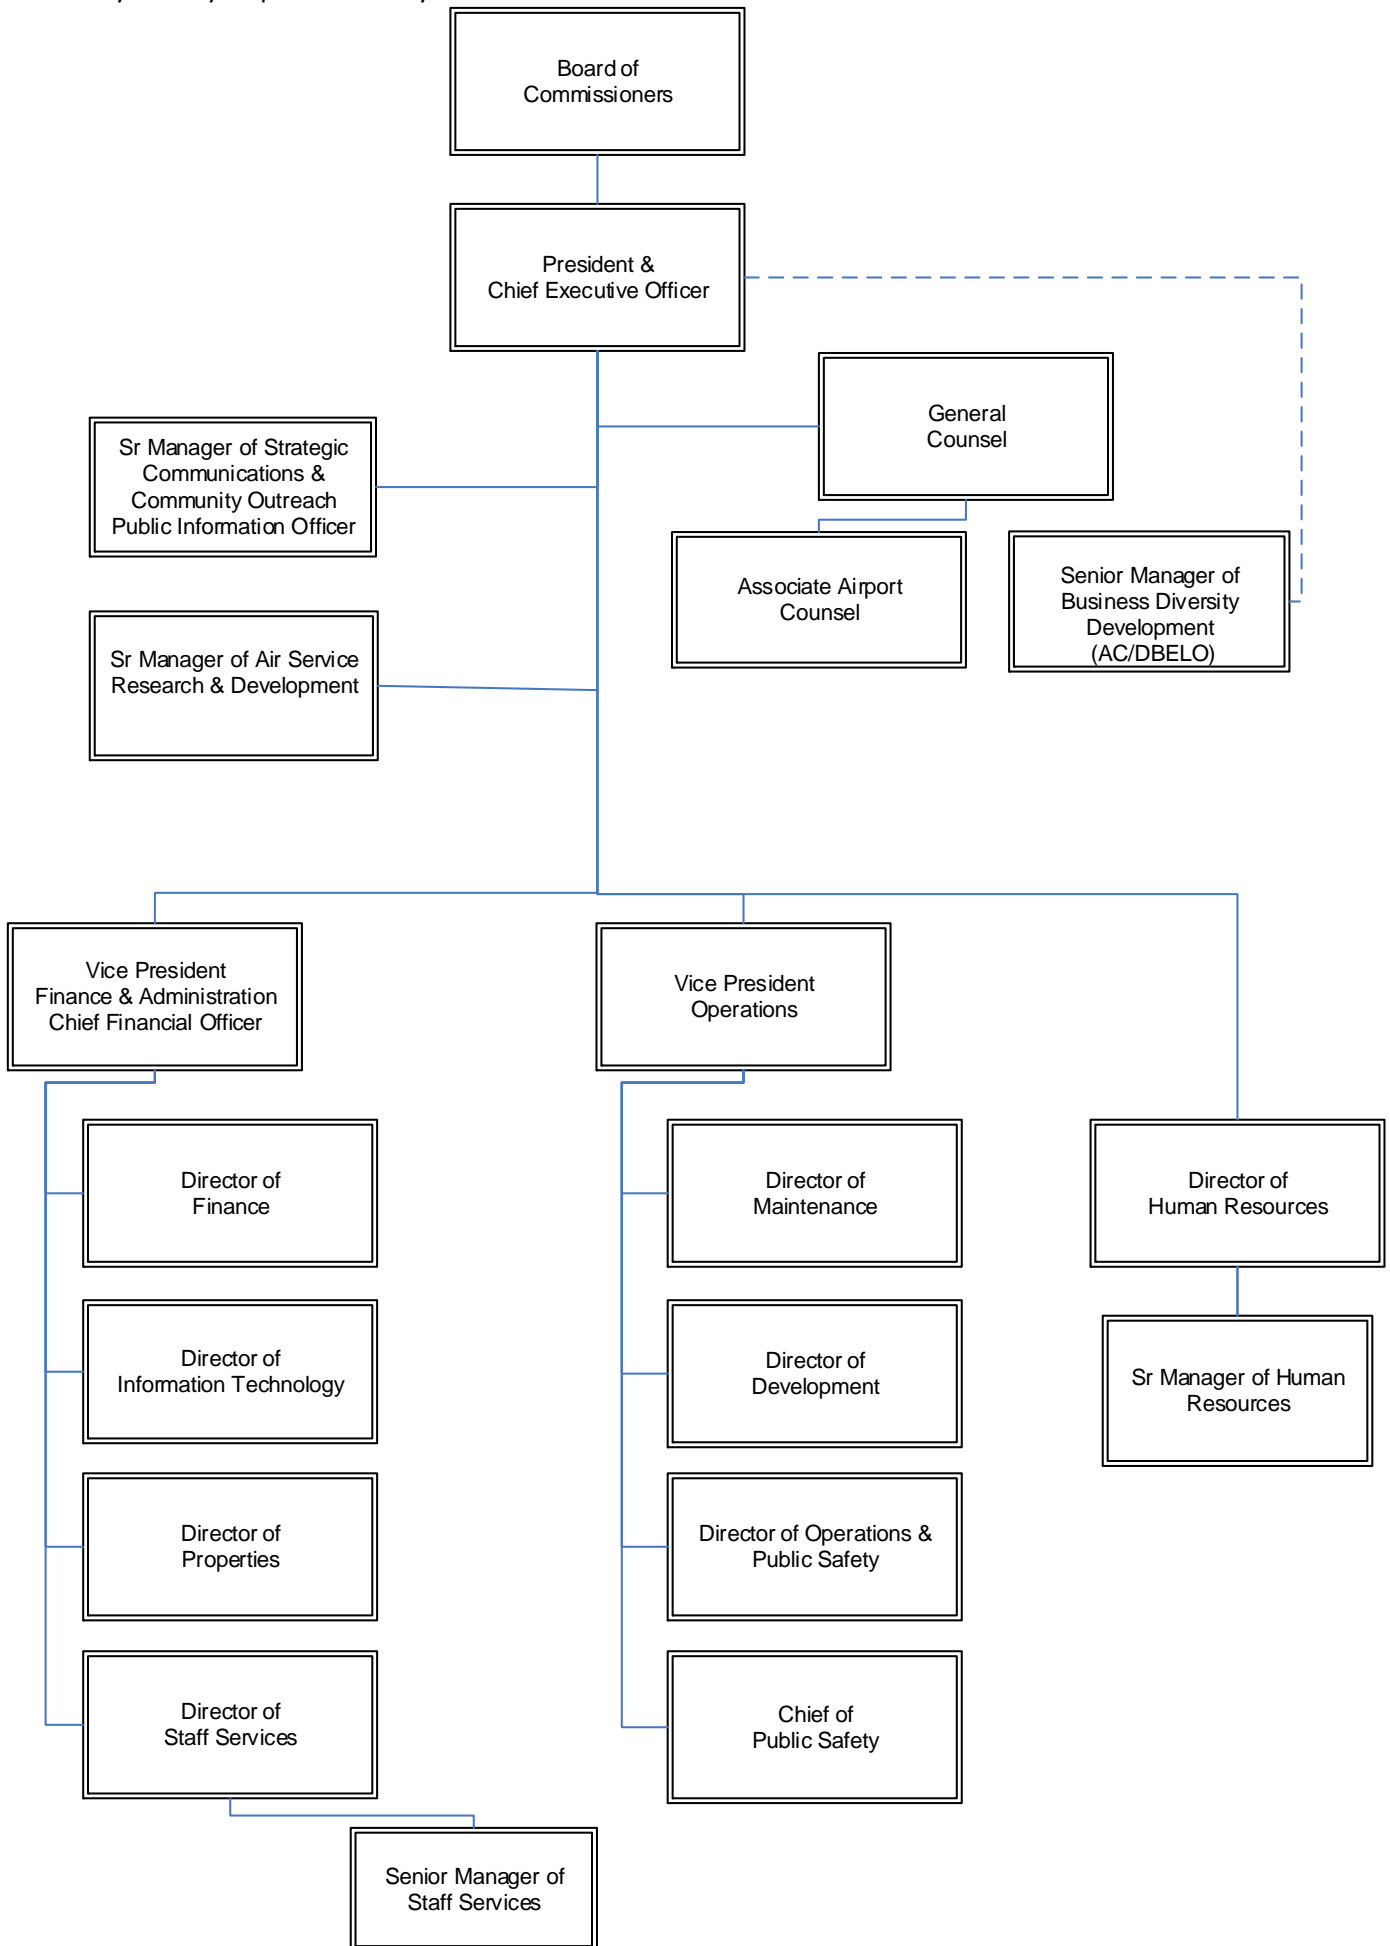 Board of
Commissioners
President &
Chief Executive Officer
General
Counsel
Sr Manager of Strategic
Communications &
Community Outreach
Public Information Officer
Associate Airport
Counsel
Senior Manager of
Business Diversity
Development
(AC/DBELO)
Sr Manager of Air Service
Research & Development
Vice President
Finance & Administration
Chief Financial Officer
Vice President
Operations
Director of
Finance
Director of
Maintenance
Director of
Human Resources
Director of
Information Technology
Director of
Development
Sr Manager of Human
Resources
Director of
Properties
Director of Operations &
Public Safety
Director of
Staff Services
Chief of
Public Safety
Senior Manager of
Staff Services